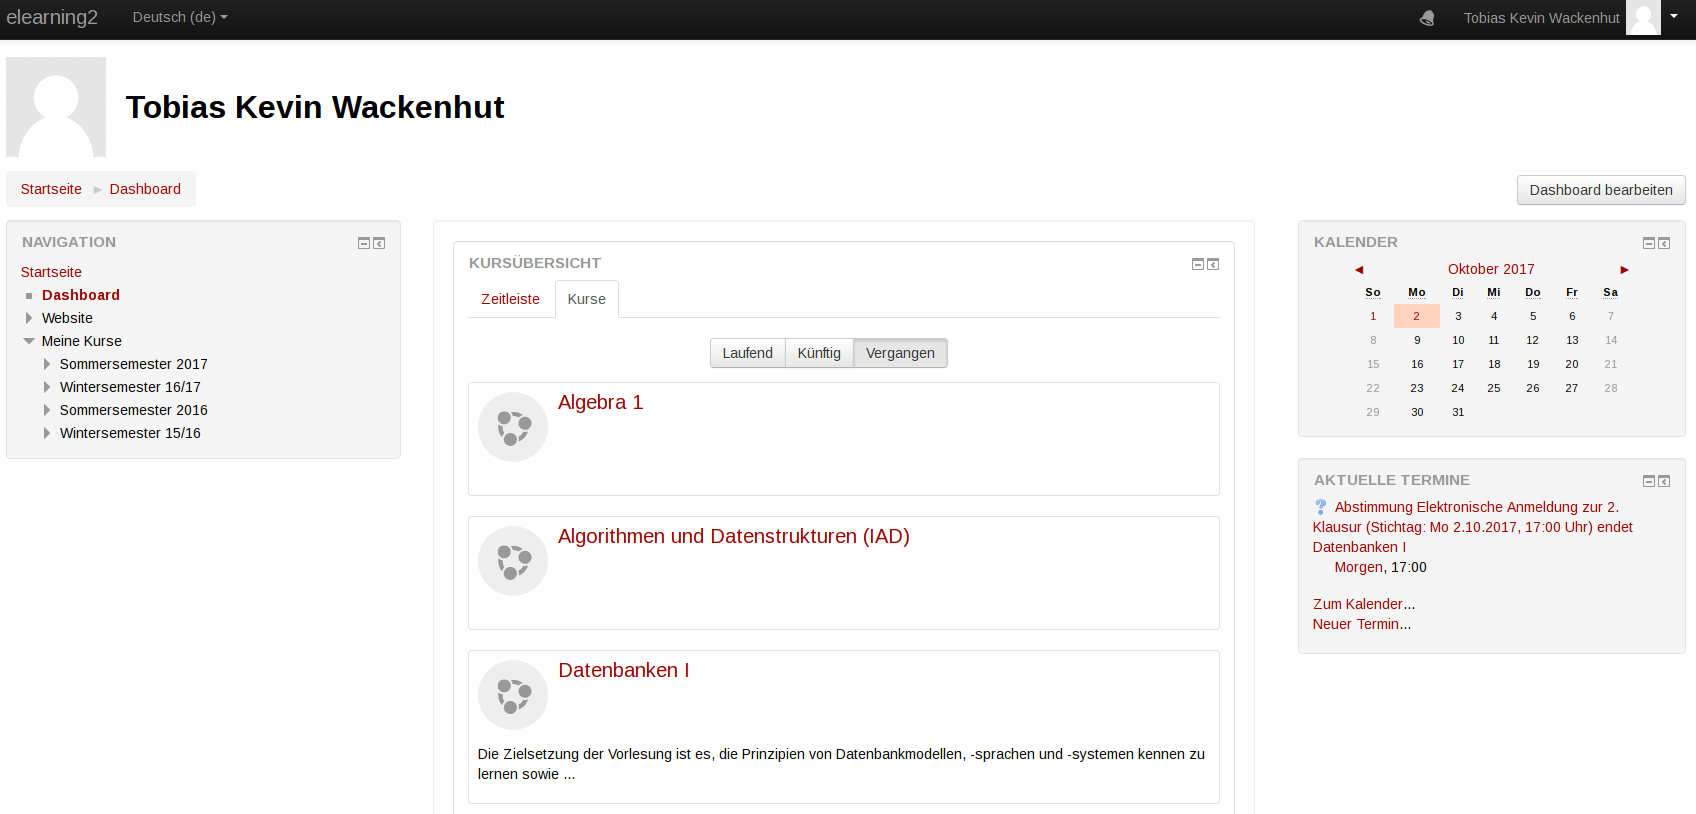 elearning2 Deutsch (de) Tobias Kevin Wackenhut
Tobias Kevin Wackenhut
Startseite ► Dashboard
Dashboard bearbeiten
NAVIGATION
Startseite
Dashboard
Website
Meine Kurse
Sommersemester 2017
Wintersemester 16/17
Sommersemester 2016
Wintersemester 15/16
KURSÜBERSICHT
Zeitleiste Kurse
Laufend Künftig Vergangen
Algebra 1
Algorithmen und Datenstrukturen (IAD)
Datenbanken I
Die Zielsetzung der Vorlesung ist es, die Prinzipien von Datenbankmodellen, -sprachen und -systemen kennen zu
lernen sowie ...
KALENDER
◄ Oktober 2017 ►
So Mo Di Mi Do Fr Sa
1 2 3 4 5 6 7
8 9 10 11 12 13 14
15 16 17 18 19 20 21
22 23 24 25 26 27 28
29 30 31
AKTUELLE TERMINE
Abstimmung Elektronische Anmeldung zur 2.
Klausur (Stichtag: Mo 2.10.2017, 17:00 Uhr) endet
Datenbanken I
Morgen, 17:00
Zum Kalender...
Neuer Termin...